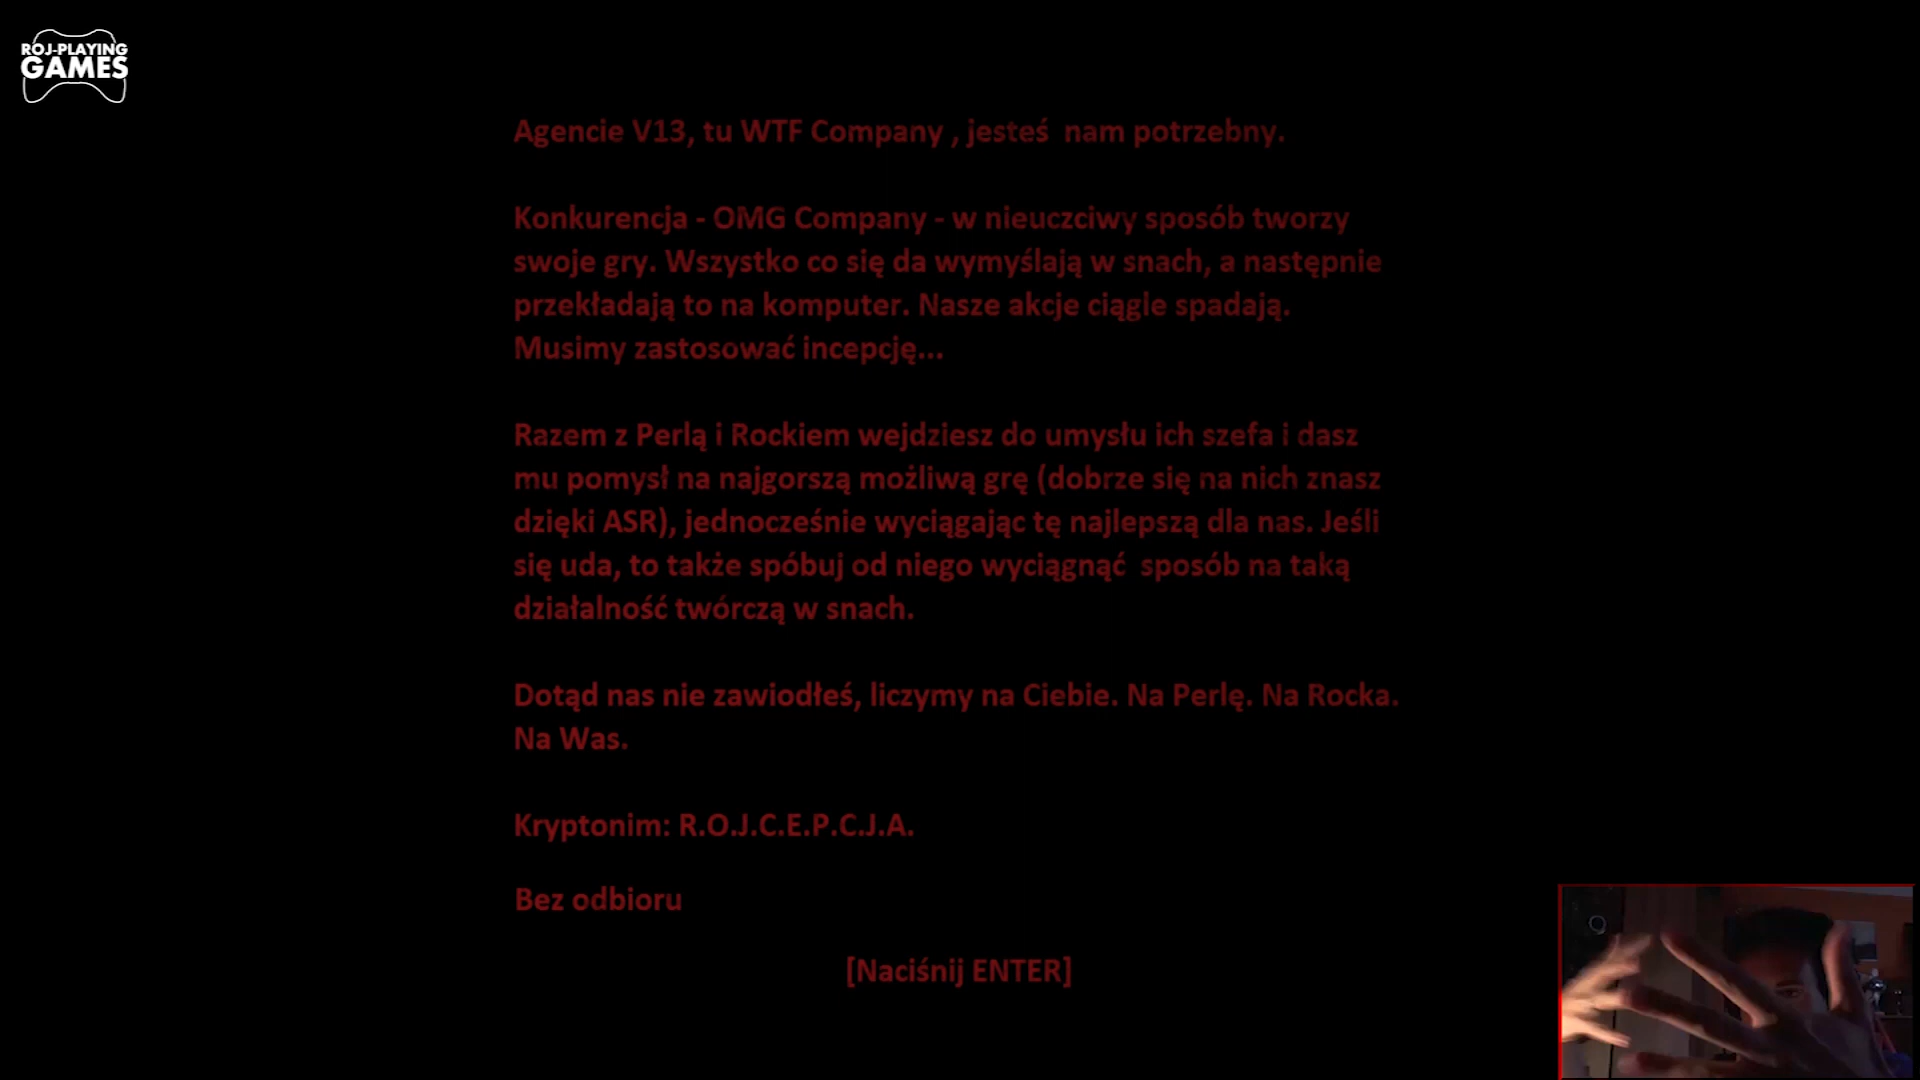 ROJ-PLAYING
GAMES
Agencie V13, tu WTF Company , jesteś  nam potrzebny.
Konkurencja - OMG Company - w nieuczciwy sposób tworzy
swoje gry. Wszystko co się da wymyślają w snach, a następnie
przekładają to na komputer. Nasze akcje ciągle spadają.
Musimy zastosować incepcję...
Razem z Perlą i Rockiem wejdziesz do umysłu ich szefa i dasz
mu pomysł na najgorszą możliwą grę (dobrze się na nich znasz
dzięki ASR), jednocześnie wyciągając tę najlepszą dla nas. Jeśli
się uda, to także spóbuj od niego wyciągnąć  sposób na taką
działalność twórczą w snach.
Dotąd nas nie zawiodłeś, liczymy na Ciebie. Na Perlę. Na Rocka.
Na Was.
Kryptonim: R.O.J.C.E.P.C.J.A.
Bez odbioru
[Naciśnij ENTER]